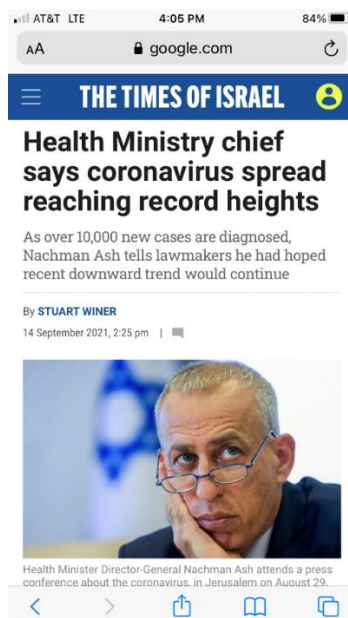 AT&T LTE 4:05 PM 84%
AA google.com
THE TIMES OF ISRAEL
Health Ministry chief
says coronavirus spread
reaching record heights
As over 10,000 new cases are diagnosed,
Nachman Ash tells lawmakers he had hoped
recent downward trend would continue
By STUART WINER
14 September 2021, 2:25 pm |
Health Minister Director-General Nachman Ash attends a press
conference about the coronavirus, in Jerusalem on August 29,